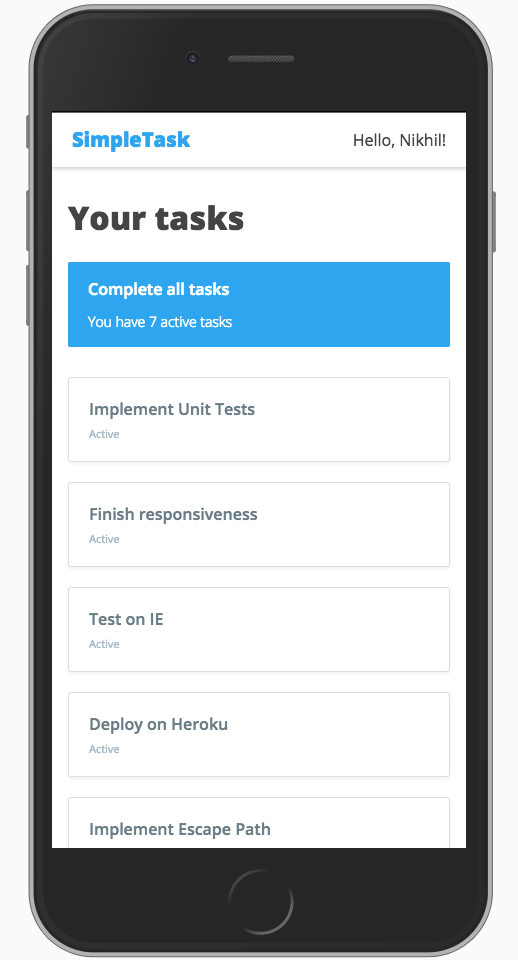 SimpleTask
Hello, Nikhil!
Your tasks
Complete all tasks
You have 7 active tasks
Implement Unit Tests
Active
Finish responsiveness
Active
Test on IE
Active
Deploy on Heroku
Active
Implement Escape Path